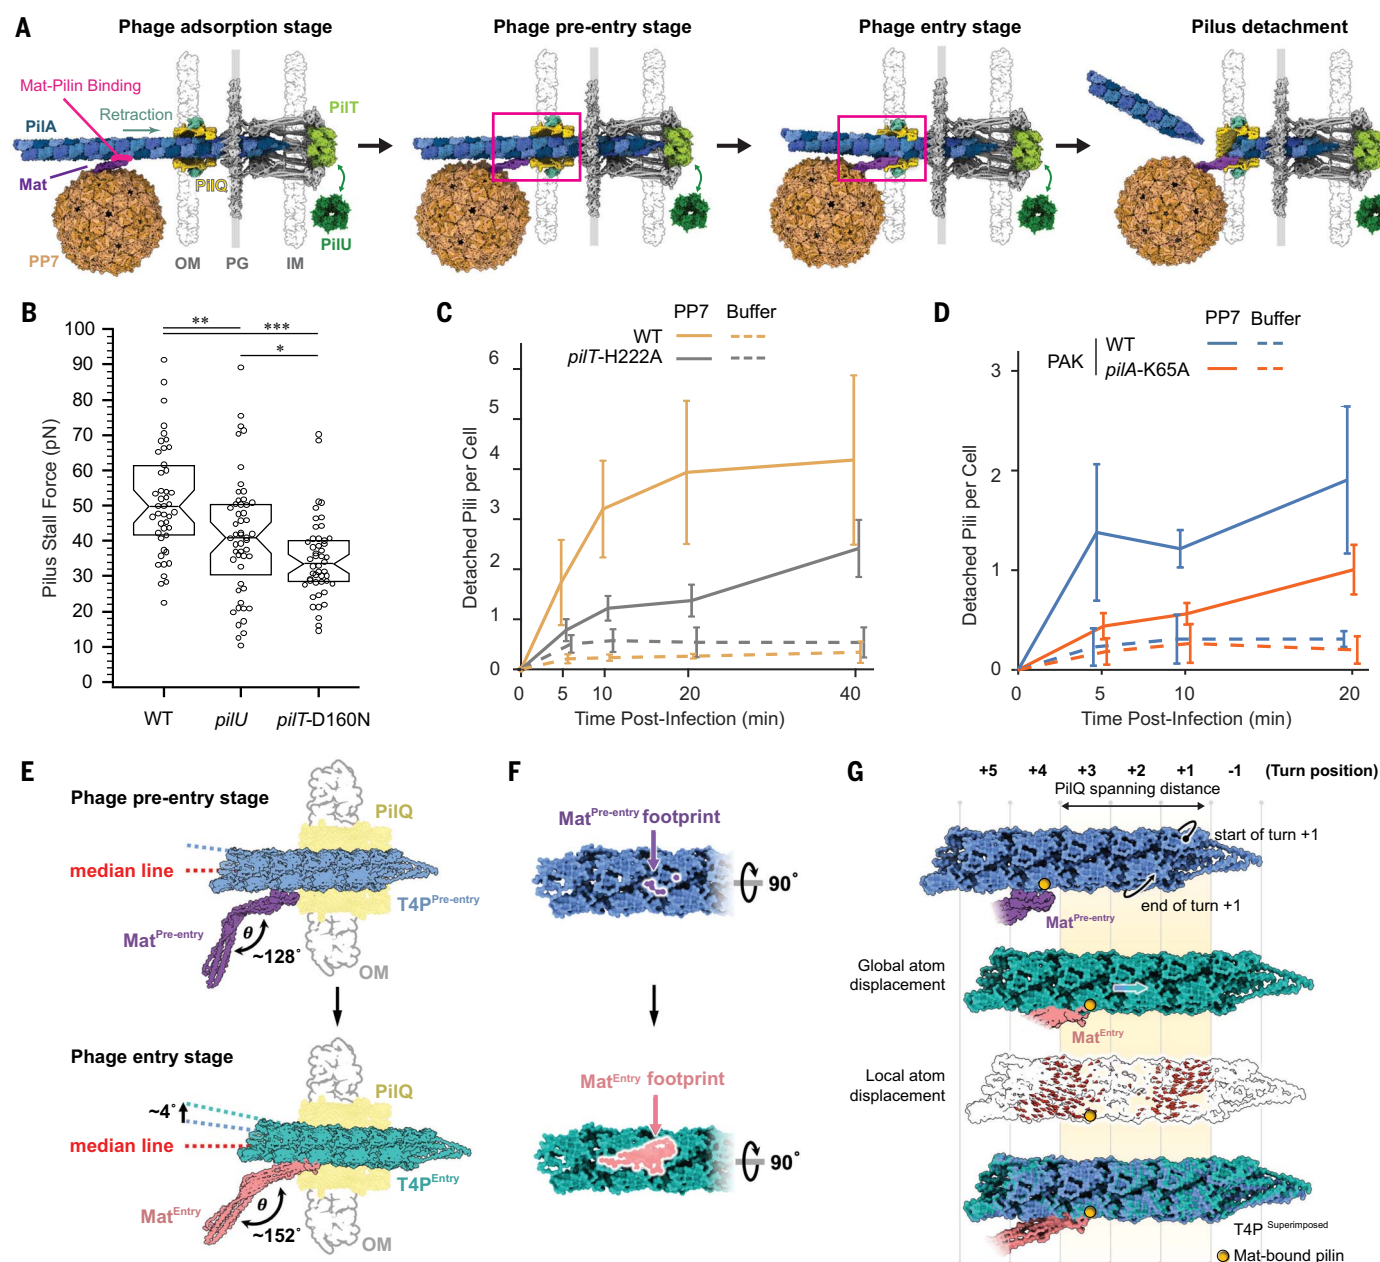 A
Phage adsorption stage
Phage pre-entry stage
Phage entry stage
Pilus detachment
Mat-Pilin Binding
Retraction
PilA
PilT
Mat
PilQ
PilU
PP7
OM
PG
IM
B
Pilus Stall Force (pN)
100
90
80
70
60
50
40
30
20
10
0
**
***
*
WT
pilU
pilT-D160N
C
PP7
Buffer
WT
pilT-H222A
Detached Pili per Cell
6
5
4
3
2
1
0
0
5
10
20
40
Time Post-Infection (min)
D
PP7
Buffer
PAK
WT
pilA-K65A
Detached Pili per Cell
3
2
1
0
0
5
10
20
Time Post-Infection (min)
E
Phage pre-entry stage
PilQ
median line
T4P Pre-entry
Mat Pre-entry
θ
~128°
OM
Phage entry stage
PilQ
~4°
median line
T4P Entry
Mat Entry
θ
~152°
OM
F
Mat Pre-entry footprint
90°
Mat Entry footprint
90°
G
+5 +4 +3 +2 +1 -1 (Turn position)
PilQ spanning distance
start of turn +1
end of turn +1
Mat Pre-entry
Global atom
displacement
Mat Entry
Local atom
displacement
T4P Superimposed
Mat-bound pilin